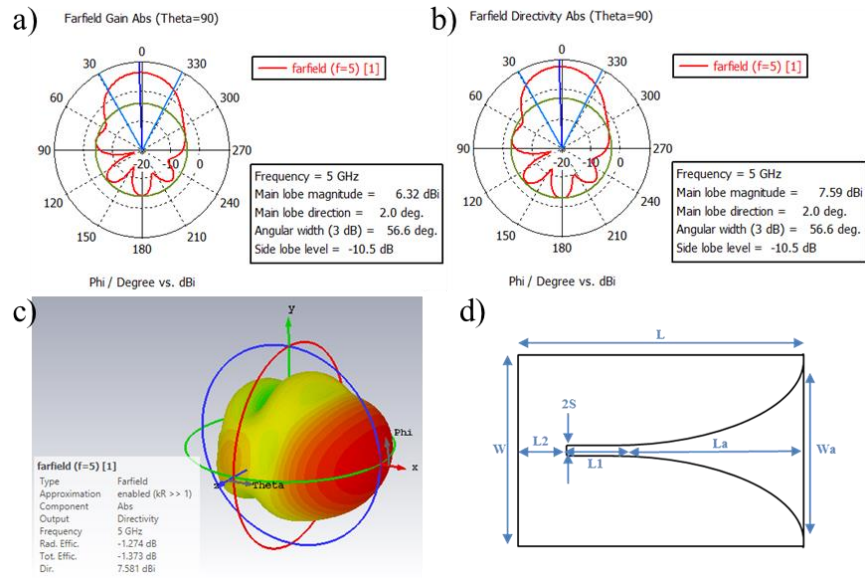 a)
Farfield Gain Abs (Theta=90)
0
30
330
60
300
90
-20
-10
0
270
120
240
150
210
180
farfield (f=5) [1]
Frequency = 5 GHz
Main lobe magnitude = 6.32 dBi
Main lobe direction = 2.0 deg.
Angular width (3 dB) = 56.6 deg.
Side lobe level = -10.5 dB
Phi / Degree vs. dBi
b)
Farfield Directivity Abs (Theta=90)
0
30
330
60
300
90
-20
-10
0
270
120
240
150
210
180
farfield (f=5) [1]
Frequency = 5 GHz
Main lobe magnitude = 7.59 dBi
Main lobe direction = 2.0 deg.
Angular width (3 dB) = 56.6 deg.
Side lobe level = -10.5 dB
Phi / Degree vs. dBi
c)
y
Phi
x
z
Theta
farfield (f=5) [1]
Type Farfield
Approximation enabled (kR >> 1)
Component Abs
Output Directivity
Frequency 5 GHz
Rad. Effic. -1.274 dB
Tot. Effic. -1.373 dB
Dir. 7.581 dBi
d)
L
2S
W
L2
L1
La
Wa